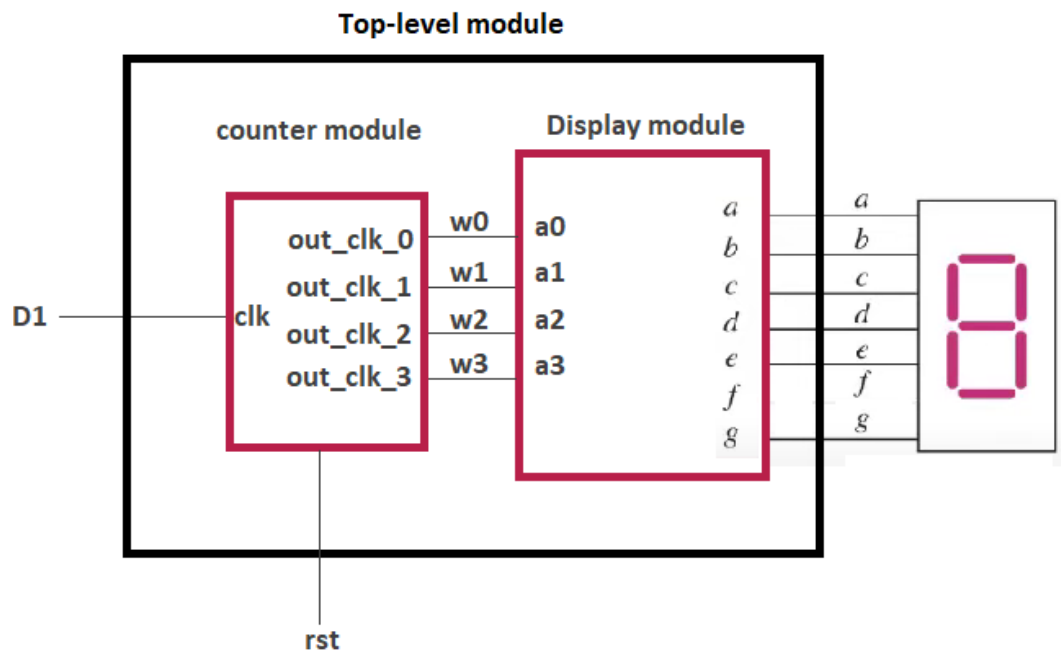 Top-level module
counter module
Display module
out_clk_0
out_clk_1
out_clk_2
out_clk_3
clk
D1
rst
w0
w1
w2
w3
a0
a1
a2
a3
a
b
c
d
e
f
g
a
b
c
d
e
f
g